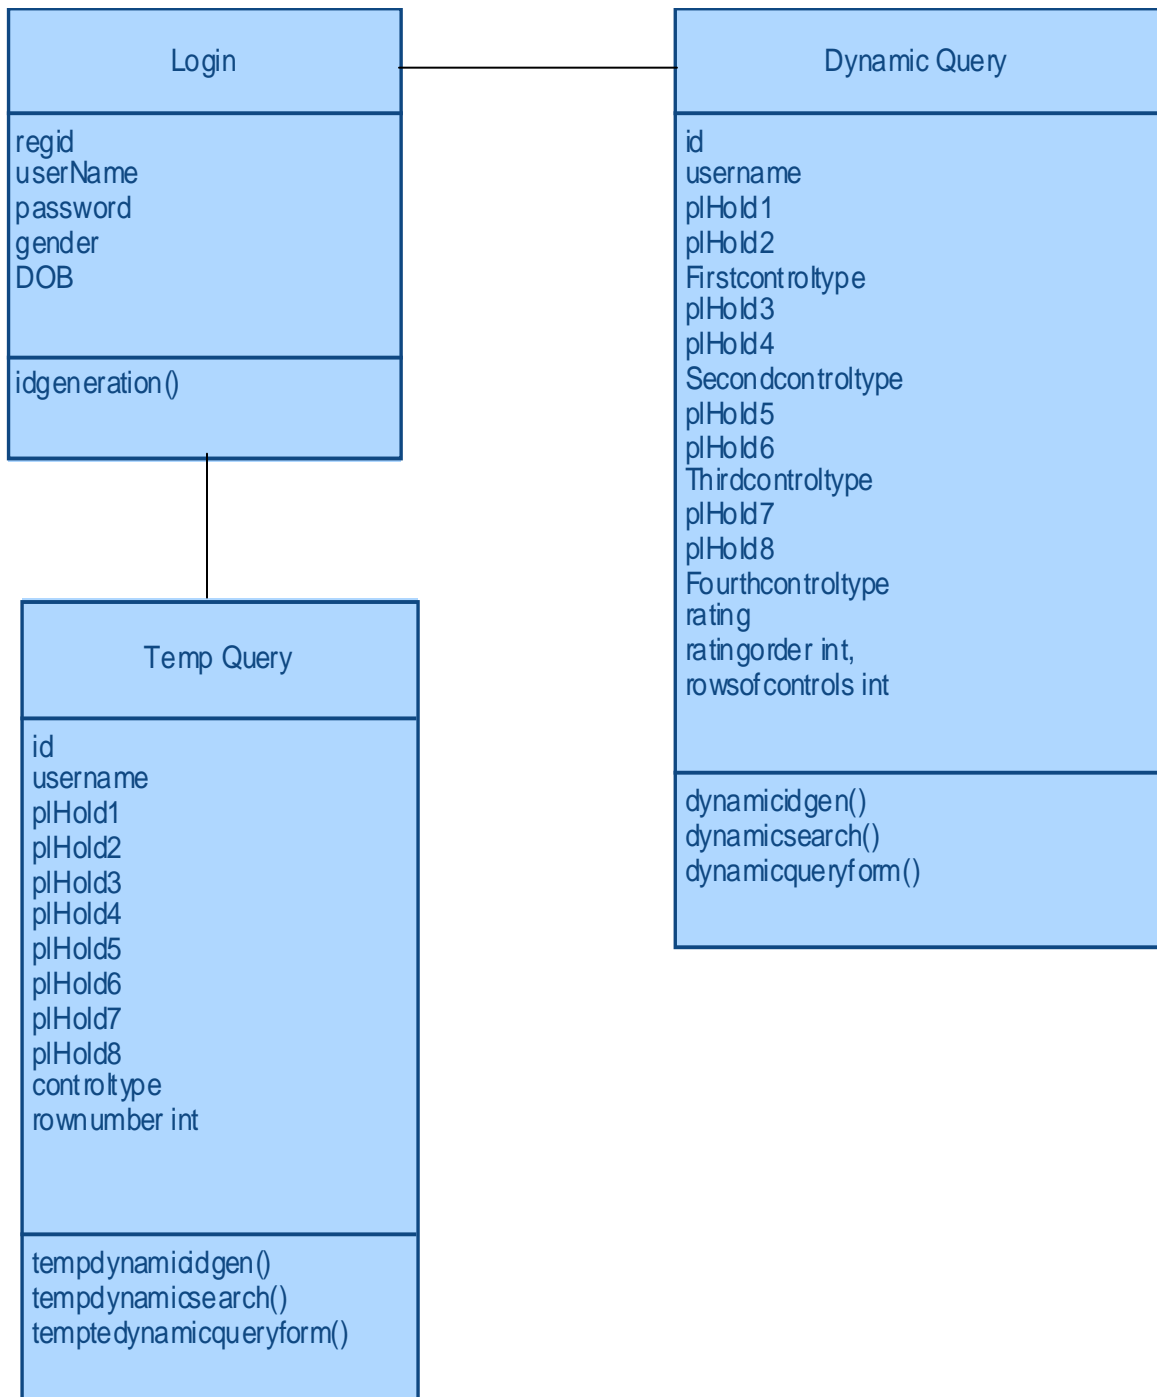 Login
regid
userName
password
gender
DOB
idgeneration()
Dynamic Query
id
username
plHold1
plHold2
Firstcontroltype
plHold3
plHold4
Secondcontroltype
plHold5
plHold6
Thirdcontroltype
plHold7
plHold8
Fourthcontroltype
rating
ratingorder int,
rowsofcontrols int
dynamicidgen()
dynamicsearch()
dynamicqueryform()
Temp Query
id
username
plHold1
plHold2
plHold3
plHold4
plHold5
plHold6
plHold7
plHold8
controltype
rownumber int
tempdynamicidgen()
tempdynamicsearch()
temptedynamicqueryform()